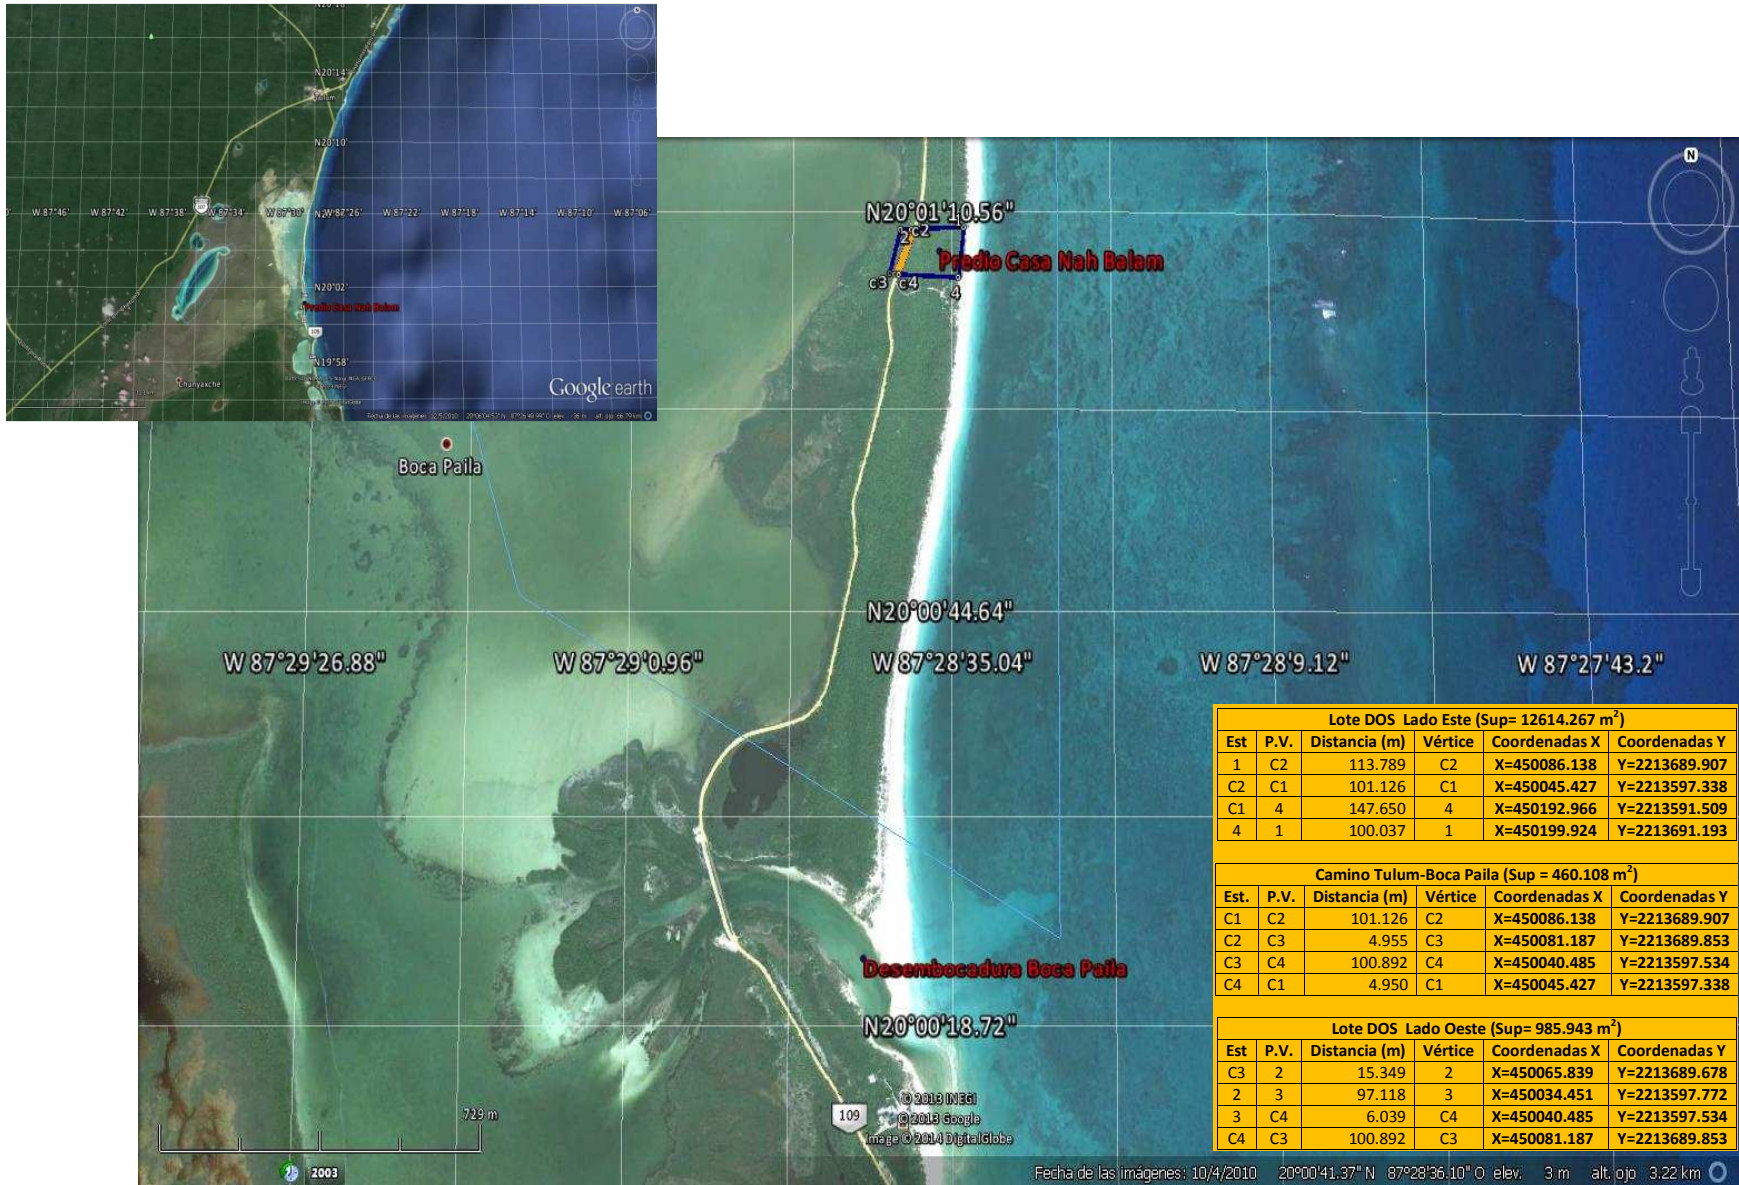 N20°14'
N20°10'
W 87°46' W 87°42' W 87°38' 307 W 87°34' W 87°30' W 87°26' W 87°22' W 87°18' W 87°14' W 87°10' W 87°06'
N20°02'
Predio Casa Nah Balam
109
N19°58'
Chunyaxche
Google earth
N
N20°01'10.56"
2 c2 1
Predio Casa Nah Balam
c3 c4
4
Boca Paila
N20°00'44.64"
W 87°29'26.88" W 87°29'0.96" W 87°28'35.04" W 87°28'9.12" W 87°27'43.2"
Desembocadura Boca Paila
N20°00'18.72"
729 m
109
© 2013 INEGI
© 2013 Google
Image © 2014 DigitalGlobe
2003
Fecha de las imágenes: 10/4/2010 20°00'41.37" N 87°28'36.10" O elev. 3 m alt. ojo 3.22 km
Lote DOS Lado Este (Sup= 12614.267 m²)
Est P.V. Distancia (m) Vértice Coordenadas X Coordenadas Y
1 C2 113.789 C2 X=450086.138 Y=2213689.907
C2 C1 101.126 C1 X=450045.427 Y=2213597.338
C1 4 147.650 4 X=450192.966 Y=2213591.509
4 1 100.037 1 X=450199.924 Y=2213691.193
Camino Tulum-Boca Paila (Sup = 460.108 m²)
Est. P.V. Distancia (m) Vértice Coordenadas X Coordenadas Y
C1 C2 101.126 C2 X=450086.138 Y=2213689.907
C2 C3 4.955 C3 X=450081.187 Y=2213689.853
C3 C4 100.892 C4 X=450040.485 Y=2213597.534
C4 C1 4.950 C1 X=450045.427 Y=2213597.338
Lote DOS Lado Oeste (Sup= 985.943 m²)
Est P.V. Distancia (m) Vértice Coordenadas X Coordenadas Y
C3 2 15.349 2 X=450065.839 Y=2213689.678
2 3 97.118 3 X=450034.451 Y=2213597.772
3 C4 6.039 C4 X=450040.485 Y=2213597.534
C4 C3 100.892 C3 X=450081.187 Y=2213689.853